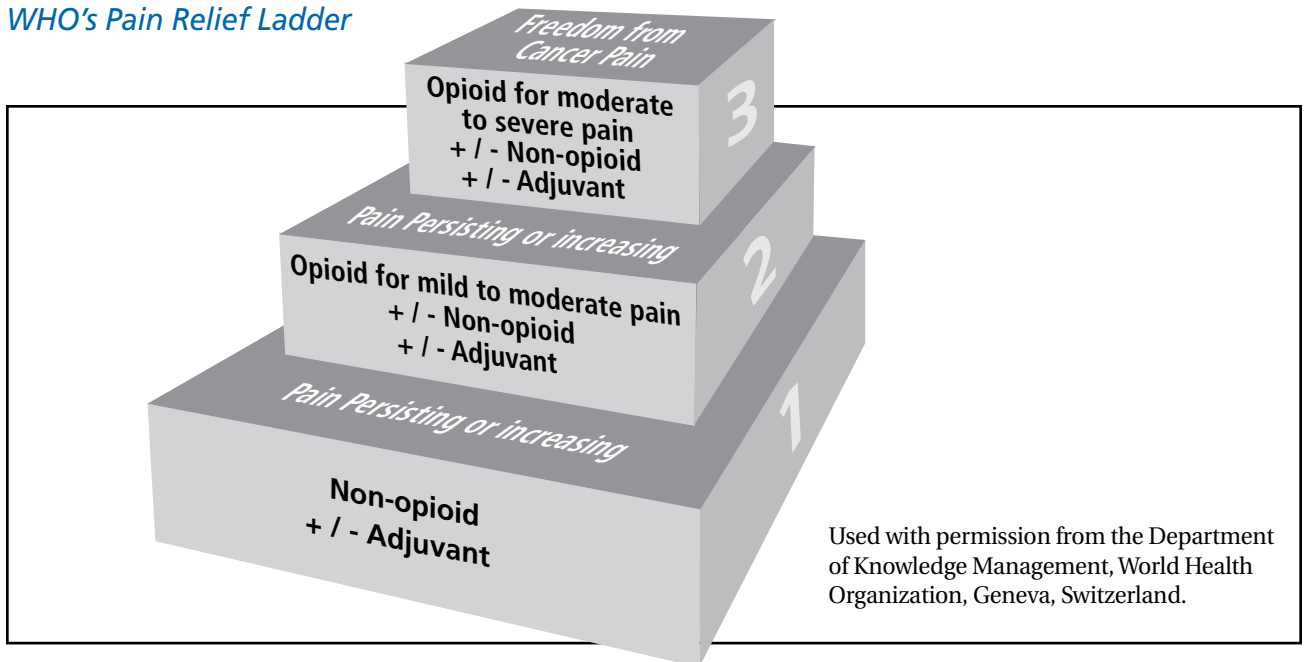 WHO's Pain Relief Ladder
Freedom from
Cancer Pain
Opioid for moderate
to severe pain
+ / - Non-opioid
+ / - Adjuvant
3
Pain Persisting or increasing
Opioid for mild to moderate pain
+ / - Non-opioid
+ / - Adjuvant
2
Pain Persisting or increasing
Non-opioid
+ / - Adjuvant
1
Used with permission from the Department
of Knowledge Management, World Health
Organization, Geneva, Switzerland.